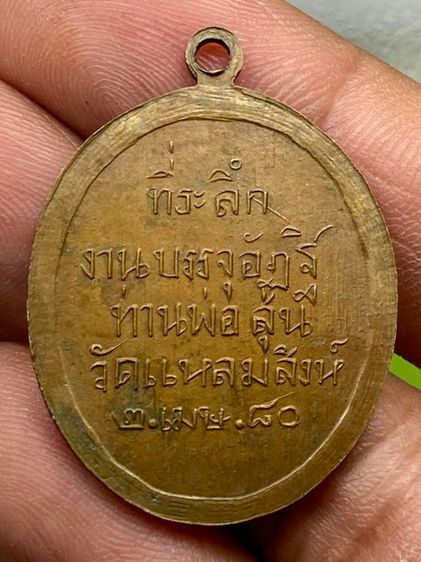 ที่ระลึก
งานบรรจุอัฏฐิ
ท่านพ่อสุ่น
วัดแหลมสิงห์
๒.เมษ.๘๐